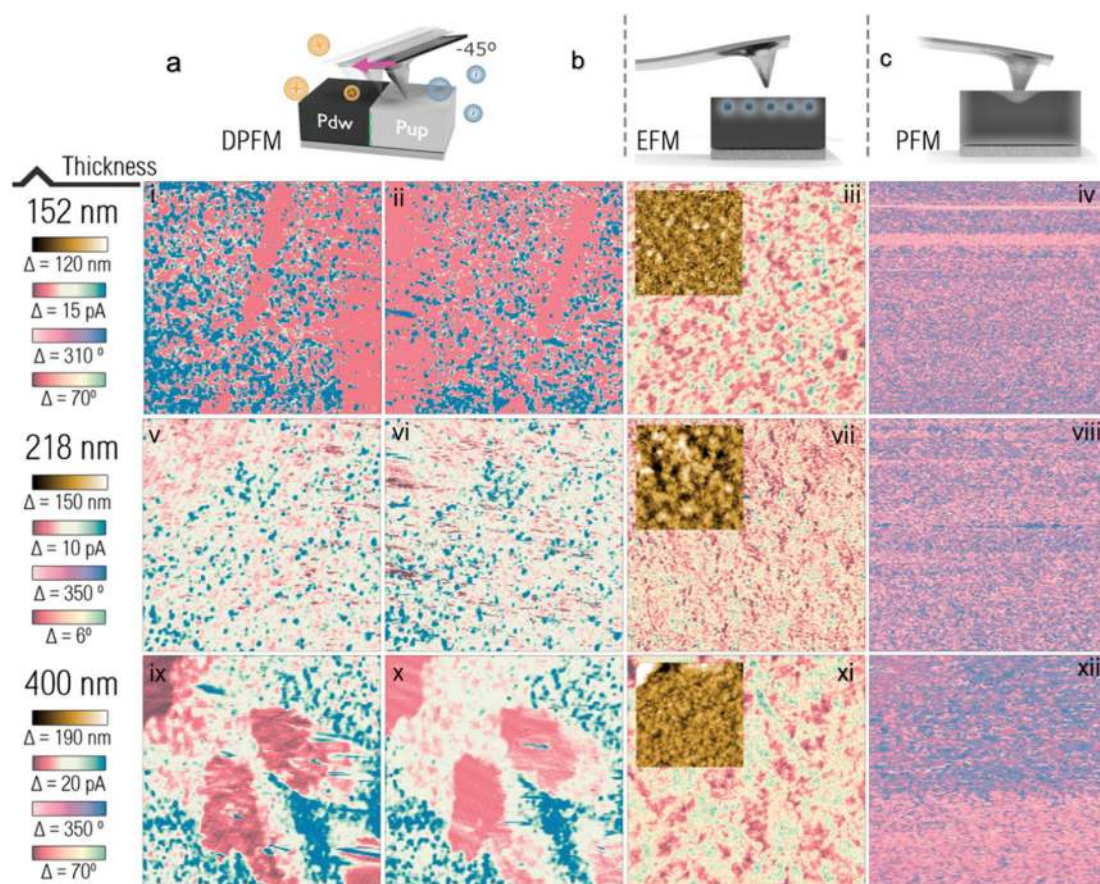 a
-45º
Pdw
Pup
DPFM
b
EFM
c
PFM
Thickness
152 nm
Δ = 120 nm
Δ = 15 pA
Δ = 310 º
Δ = 70º
i
ii
iii
iv
218 nm
Δ = 150 nm
Δ = 10 pA
Δ = 350 º
Δ = 6º
v
vi
vii
viii
400 nm
Δ = 190 nm
Δ = 20 pA
Δ = 350 º
Δ = 70º
ix
x
xi
xii